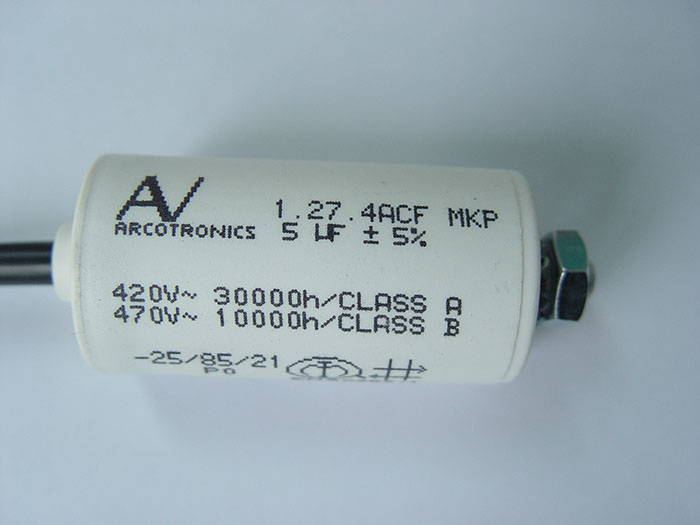 AV
ARCOTRONICS
1.27.4ACF MKP
5 µF ± 5%
420V~ 30000h/CLASS A
470V~ 10000h/CLASS B
-25/85/21
P0